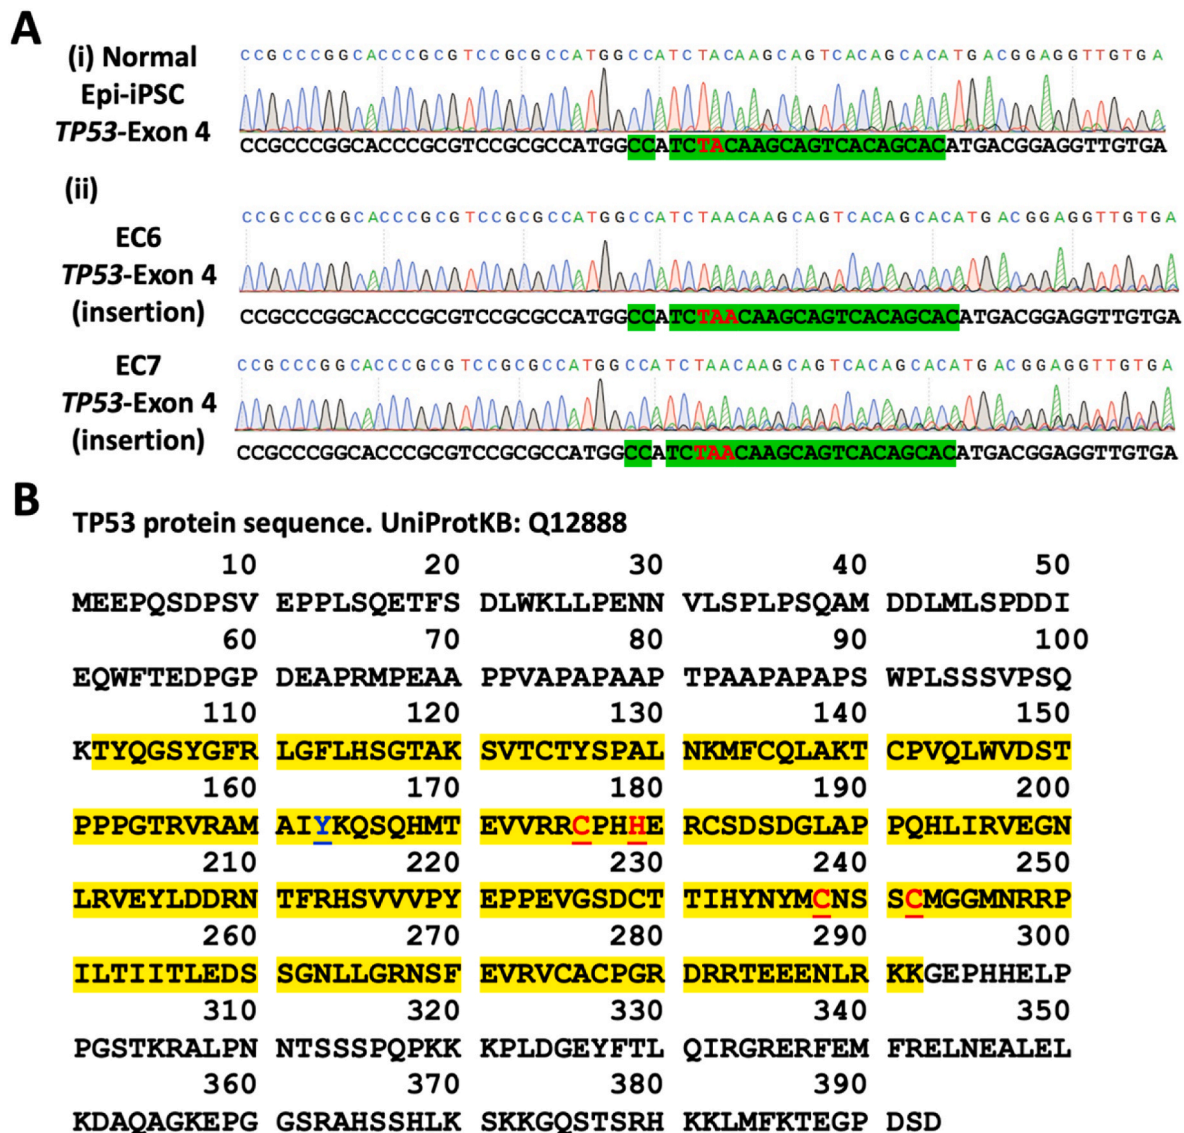 A
(i) Normal
Epi-iPSC
TP53-Exon 4
CCGCCCGGCACCCGCGTCCGCGCCATGGCCATCTACAAGCAGTCACAGCACATGACGGAGGTTGTGA
CCGCCCGGCACCCGCGTCCGCGCCATGGCCATCTACAAGCAGTCACAGCACATGACGGAGGTTGTGA
(ii)
EC6
TP53-Exon 4
(insertion)
CCGCCCGGCACCCGCGTCCGCGCCATGGCCATCTAACAAGCAGTCACAGCACATGACGGAGGTTGTGA
CCGCCCGGCACCCGCGTCCGCGCCATGGCCATCTAACAAGCAGTCACAGCACATGACGGAGGTTGTGA
EC7
TP53-Exon 4
(insertion)
CCGCCCGGCACCCGCGTCCGCGCCATGGCCATCTAACAAGCAGTCACAGCACATGACGGAGGTTGTGA
CCGCCCGGCACCCGCGTCCGCGCCATGGCCATCTAACAAGCAGTCACAGCACATGACGGAGGTTGTGA
B
TP53 protein sequence. UniProtKB: Q12888
10 20 30 40 50
MEEPQSDPSV EPPLSQETFS DLWKLLPENN VLSPLPSQAM DDLMLSPDDI
60 70 80 90 100
EQWFTEDPGP DEAPRMPEAA PPVAPAPAAP TPAAPAPAPS WPLSSSVPSQ
110 120 130 140 150
KTYQGSYGFR LGFLHSGTAK SVTCTYSPAL NKMFCQLAKT CPVQLWVDST
160 170 180 190 200
PPPGTRVRAM AIYKQSQHMT EVVRRCPHHE RCSDSDGLAP PQHLIRVEGN
210 220 230 240 250
LRVEYLDDRN TFRHSVVVPY EPPEVGSDCT TIHYNYMCNS SCMGGMNRRP
260 270 280 290 300
ILTIITLEDS SGNLLGRNSF EVRVCACPGR DRRTEEENLR KKGEPHHELP
310 320 330 340 350
PGSTKRALPN NTSSSPQPKK KPLDGEYFTL QIRGRERFEM FRELNEALEL
360 370 380 390
KDAQAGKEPG GSRAHSSHLK SKKGQSTSRH KKLMFKTEGP DSD